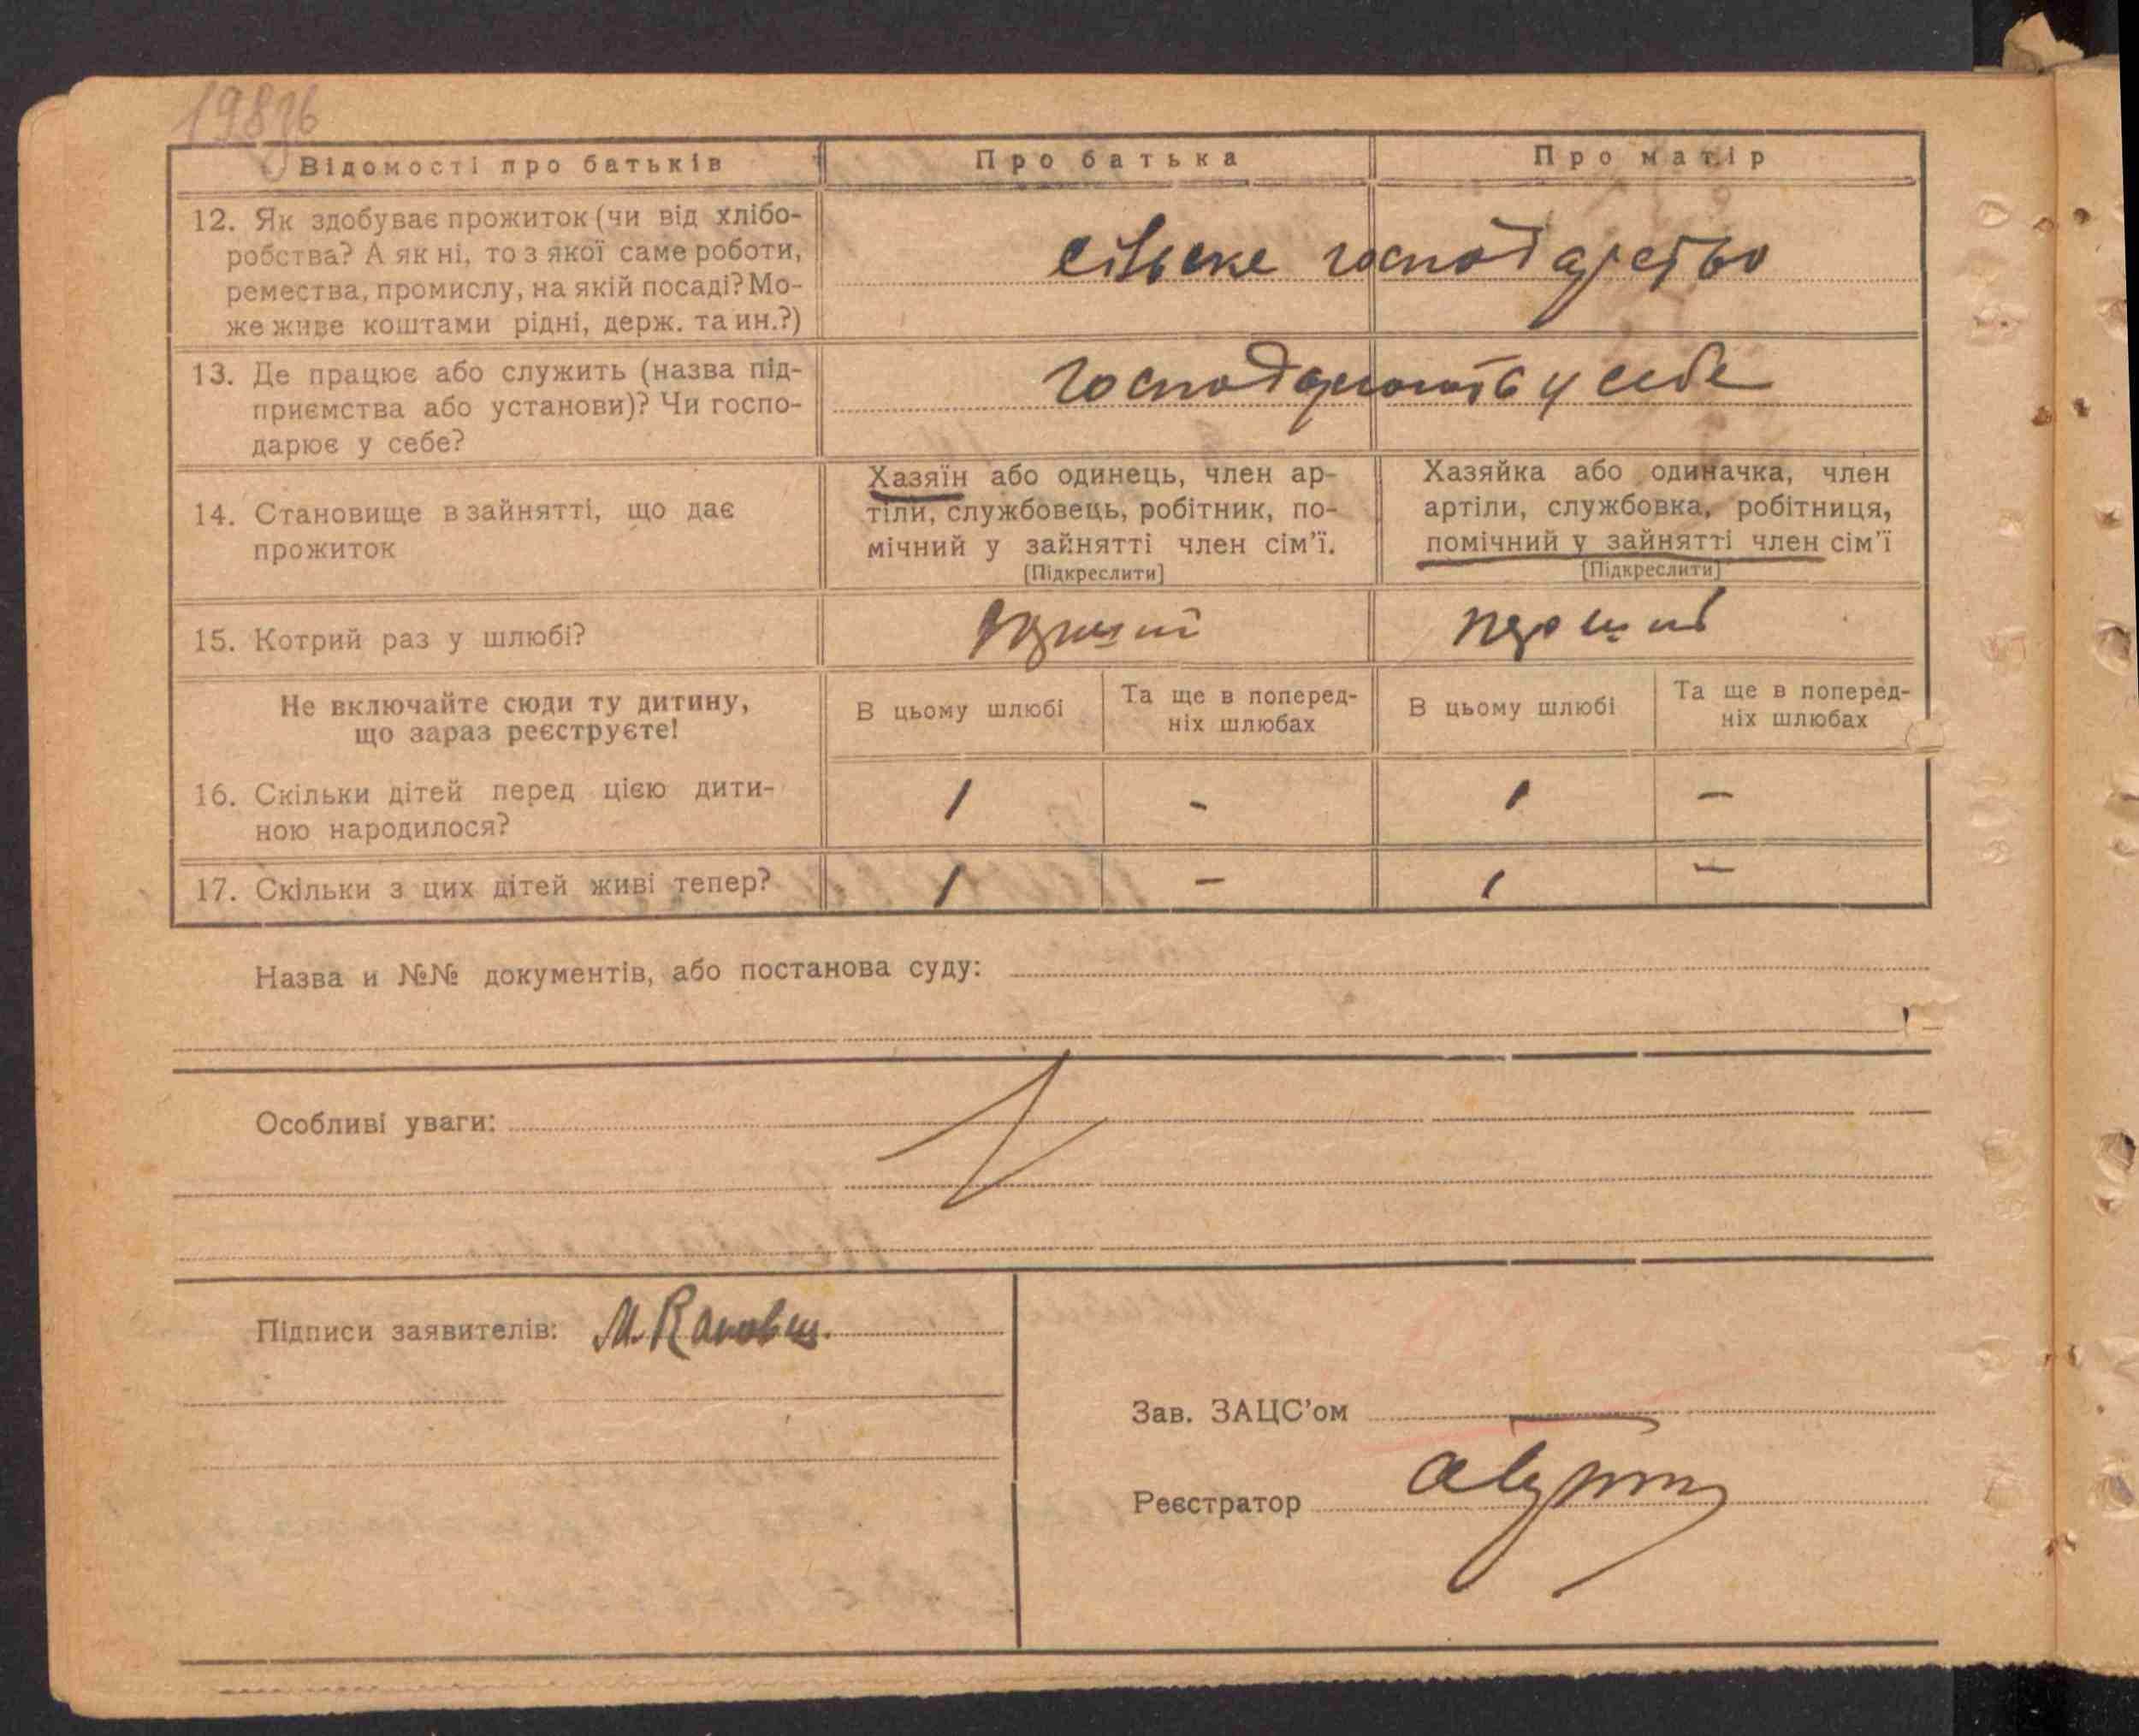 Відомості про батьків
Про батька
Про матір
12. Як здобуває прожиток (чи від хлібо-
робства? А як ні, то з якої саме роботи,
ремества, промислу, на якій посаді? Мо-
же живе коштами рідні, держ. та ин.?)
сільске господарство
13. Де працює або служить (назва під-
приємства або установи)? Чи госпо-
дарює у себе?
господарюють у себе
14. Становище в зайнятті, що дає
прожиток
Хазяїн або одинець, член ар-
тіли, службовець, робітник, по-
мічний у зайнятті член сім'ї.
[Підкреслити]
Хазяйка або одиначка, член
артіли, службовка, робітниця,
помічний у зайнятті член сім'ї
[Підкреслити]
15. Котрий раз у шлюбі?
перший
Не включайте сюди ту дитину,
що зараз реєструєте!
В цьому шлюбі
Та ще в поперед-
ніх шлюбах
В цьому шлюбі
Та ще в поперед-
ніх шлюбах
16. Скільки дітей перед цією дити-
ною народилося?
1 - 1 -
17. Скільки з цих дітей живі тепер?
1 - 1 -
Назва и №№ документів, або постанова суду:
Особливі уваги:
Підписи заявителів: М.
Зав. ЗАЦС'ом
Реєстратор